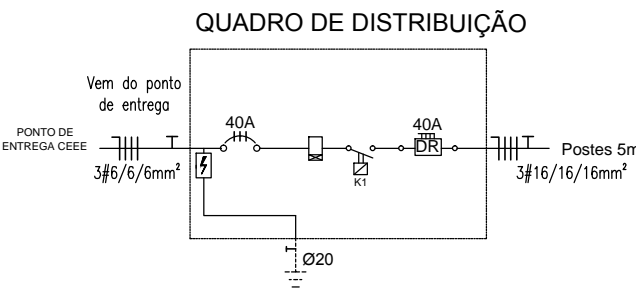 QUADRO DE DISTRIBUIÇÃO
Vem do ponto
de entrega
PONTO DE
ENTREGA CEEE
3#6/6/6mm²
40A
K1
40A
DR
Postes 5m
3#16/16/16mm²
Ø20